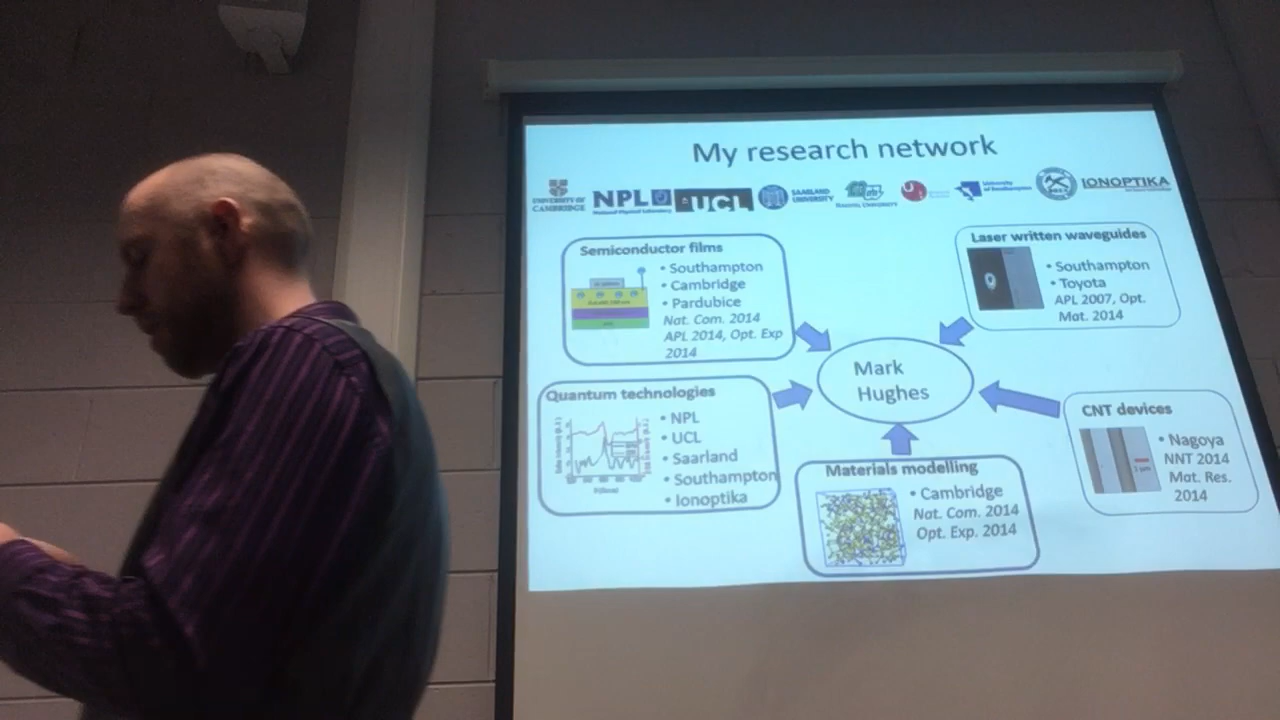 My research network
UNIVERSITY OF
CAMBRIDGE
NPL
National Physical Laboratory
UCL
SAARLAND
UNIVERSITY
University
of Southampton
IONOPTIKA
Semiconductor films
• Southampton
• Cambridge
• Pardubice
Nat. Com. 2014
APL 2014, Opt. Exp
2014
Laser written waveguides
• Southampton
• Toyota
APL 2007, Opt.
Mat. 2014
Mark
Hughes
Quantum technologies
• NPL
• UCL
• Saarland
• Southampton
• Ionoptika
CNT devices
• Nagoya
NNT 2014
Mat. Res.
2014
Materials modelling
• Cambridge
Nat. Com. 2014
Opt. Exp. 2014